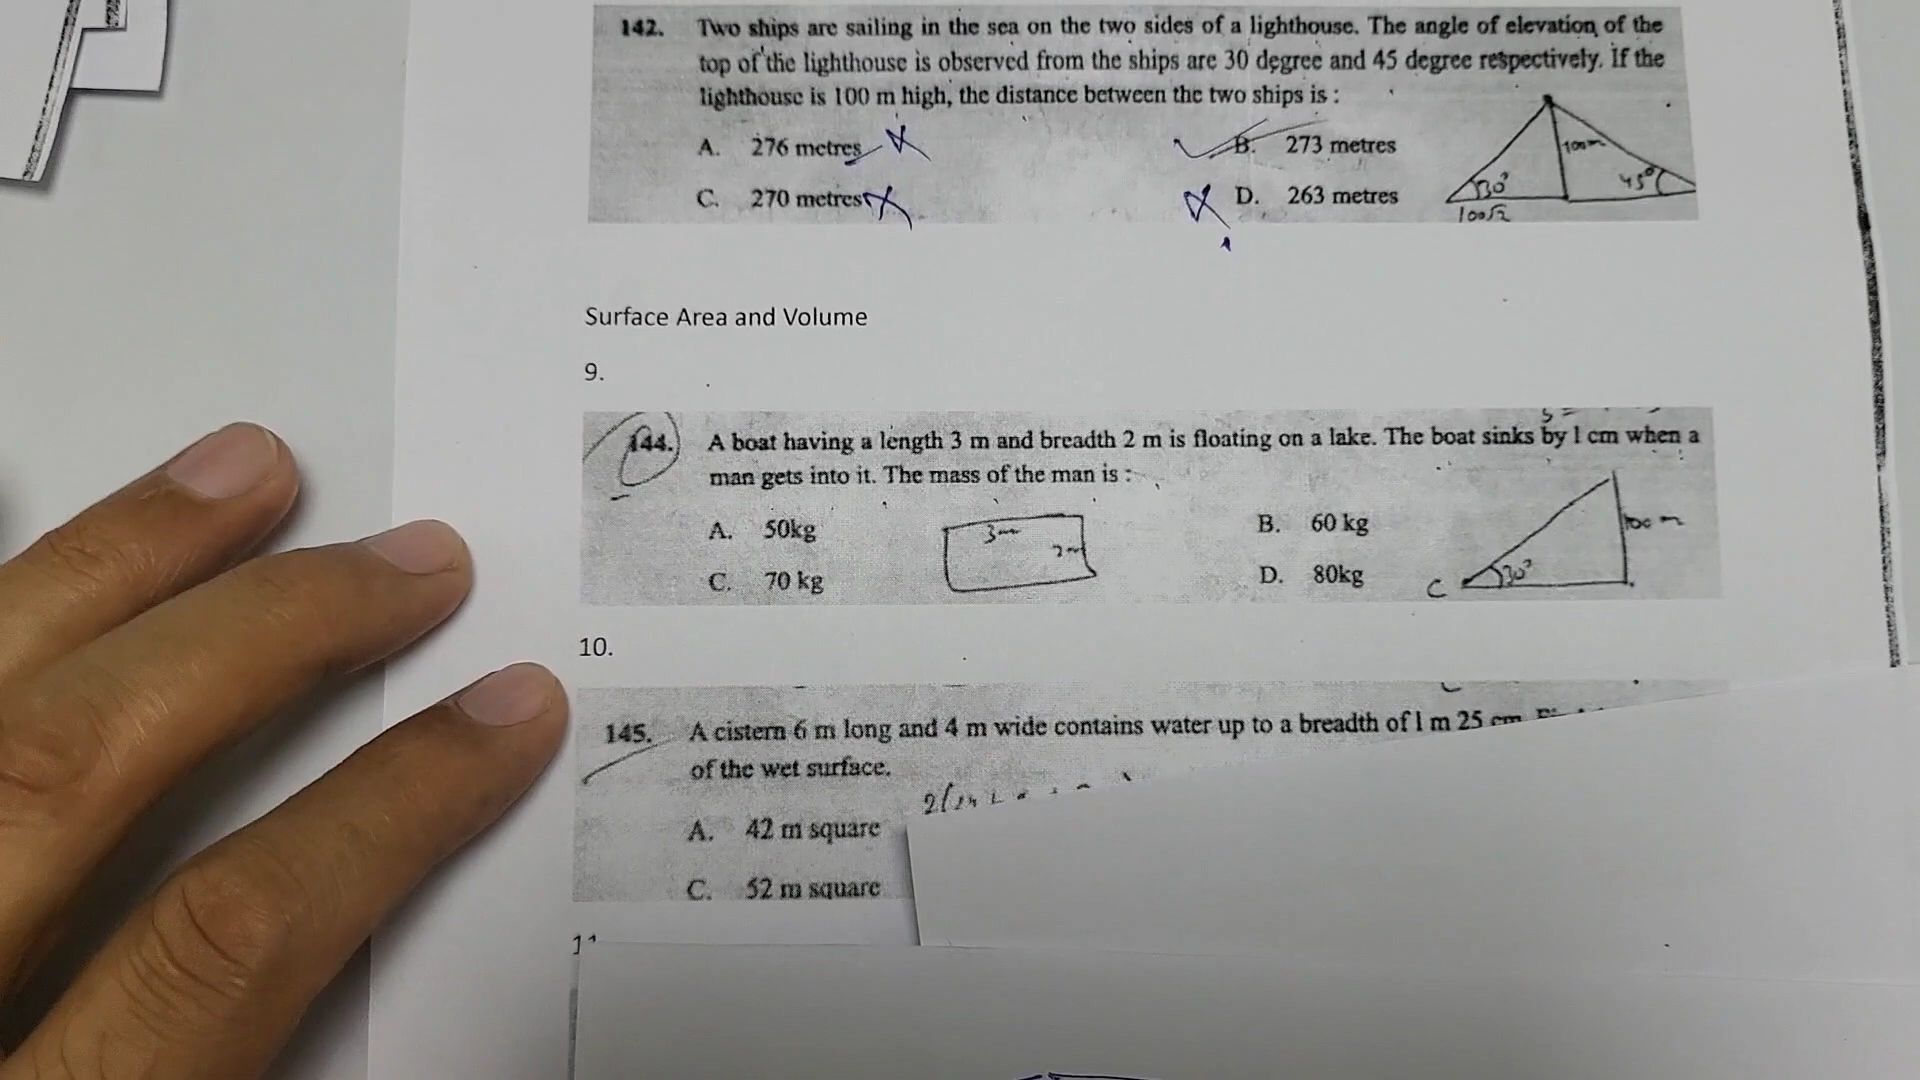 142. Two ships are sailing in the sea on the two sides of a lighthouse. The angle of elevation of the
top of the lighthouse is observed from the ships are 30 degree and 45 degree respectively. If the
lighthouse is 100 m high, the distance between the two ships is :
A. 276 metres B. 273 metres
100m
30° 45°
C. 270 metres D. 263 metres
100√2
Surface Area and Volume
9.
144. A boat having a length 3 m and breadth 2 m is floating on a lake. The boat sinks by 1 cm when a
man gets into it. The mass of the man is :
A. 50kg B. 60 kg
3m
2m
100 m
C. 70 kg D. 80kg
C 30°
10.
145. A cistern 6 m long and 4 m wide contains water up to a breadth of 1 m 25 cm.
of the wet surface.
A. 42 m square
C. 52 m square